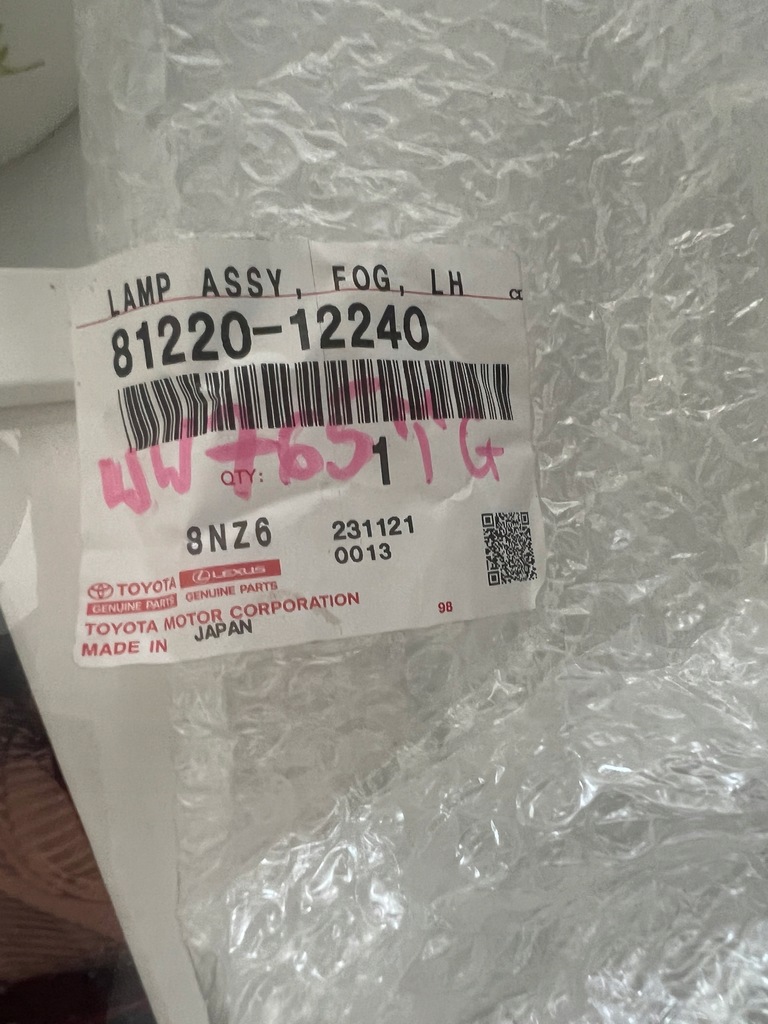 LAMP ASSY, FOG, LH α
81220-12240
WW765TG
QTY: 1
8NZ6 231121
0013
TOYOTA LEXUS
GENUINE PARTS GENUINE PARTS
TOYOTA MOTOR CORPORATION 98
MADE IN JAPAN